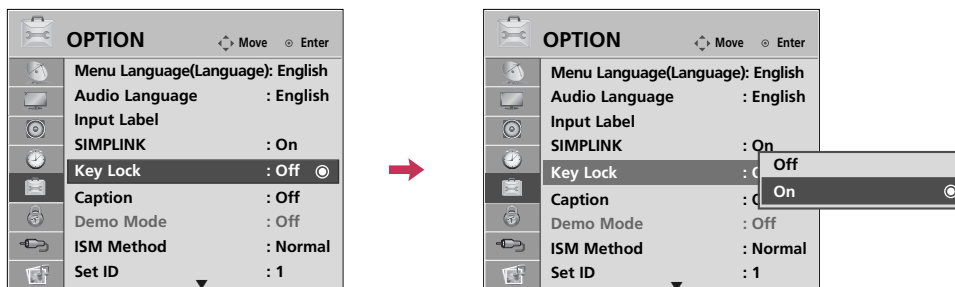 OPTION Move Enter
Menu Language(Language): English
Audio Language : English
Input Label
SIMPLINK : On
Key Lock : Off
Caption : Off
Demo Mode : Off
ISM Method : Normal
Set ID : 1
OPTION Move Enter
Menu Language(Language): English
Audio Language : English
Input Label
SIMPLINK : On
Key Lock :
Caption :
Demo Mode : Off
ISM Method : Normal
Set ID : 1
Off
On